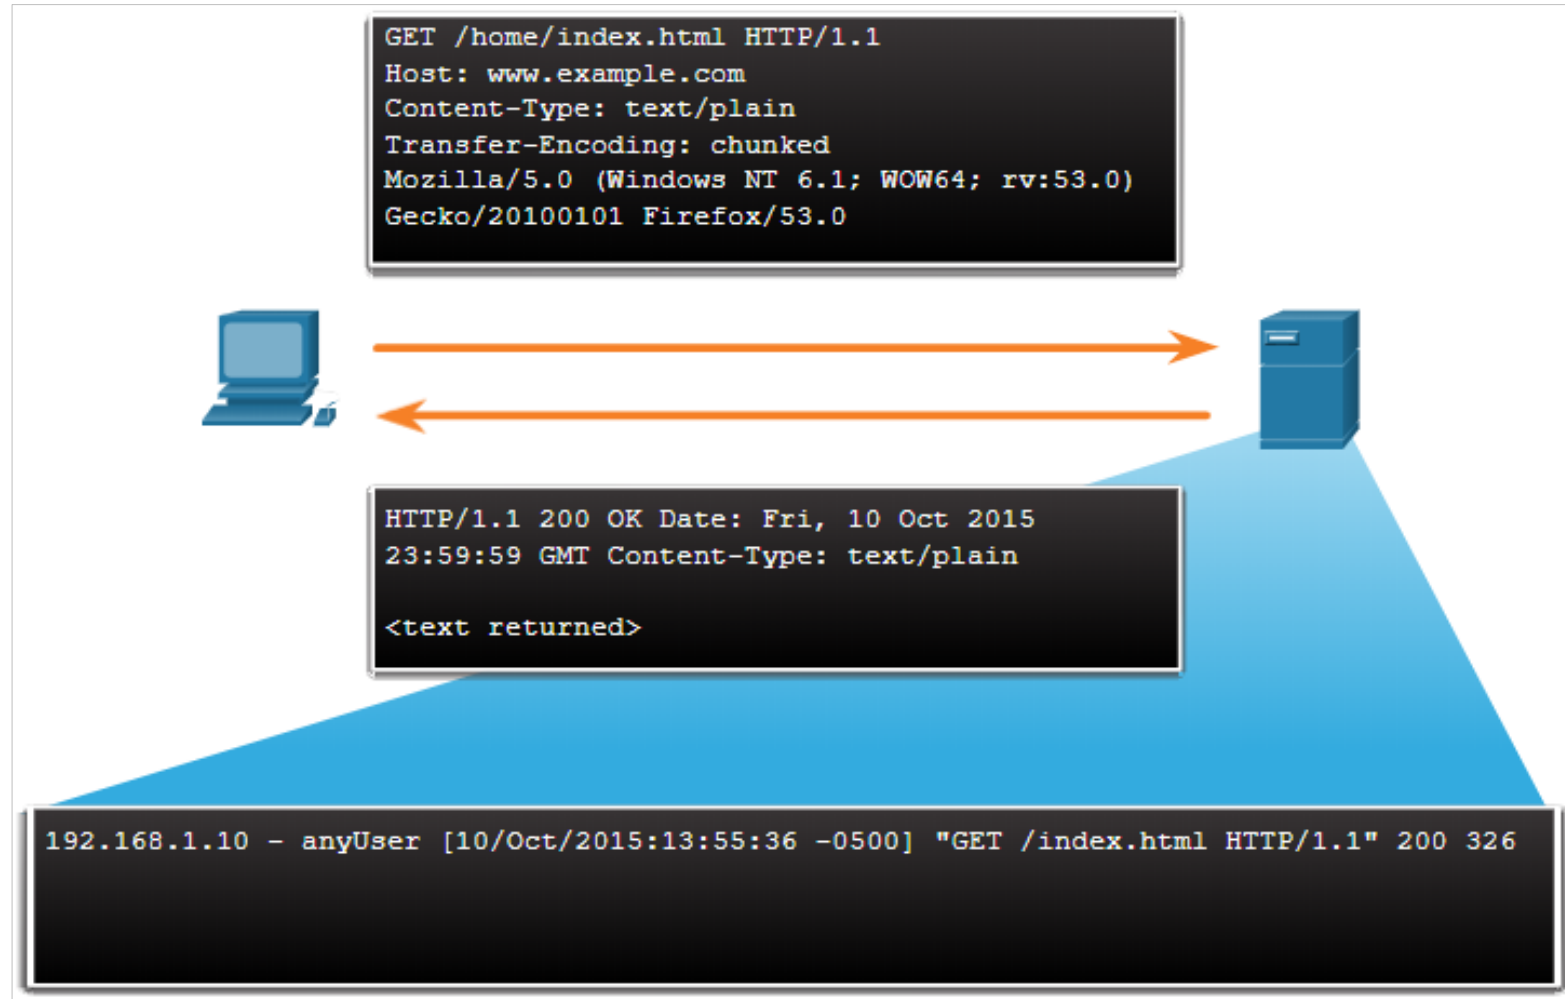 GET /home/index.html HTTP/1.1
Host: www.example.com
Content-Type: text/plain
Transfer-Encoding: chunked
Mozilla/5.0 (Windows NT 6.1; WOW64; rv:53.0)
Gecko/20100101 Firefox/53.0
HTTP/1.1 200 OK Date: Fri, 10 Oct 2015
23:59:59 GMT Content-Type: text/plain
<text returned>
192.168.1.10 - anyUser [10/Oct/2015:13:55:36 -0500] "GET /index.html HTTP/1.1" 200 326